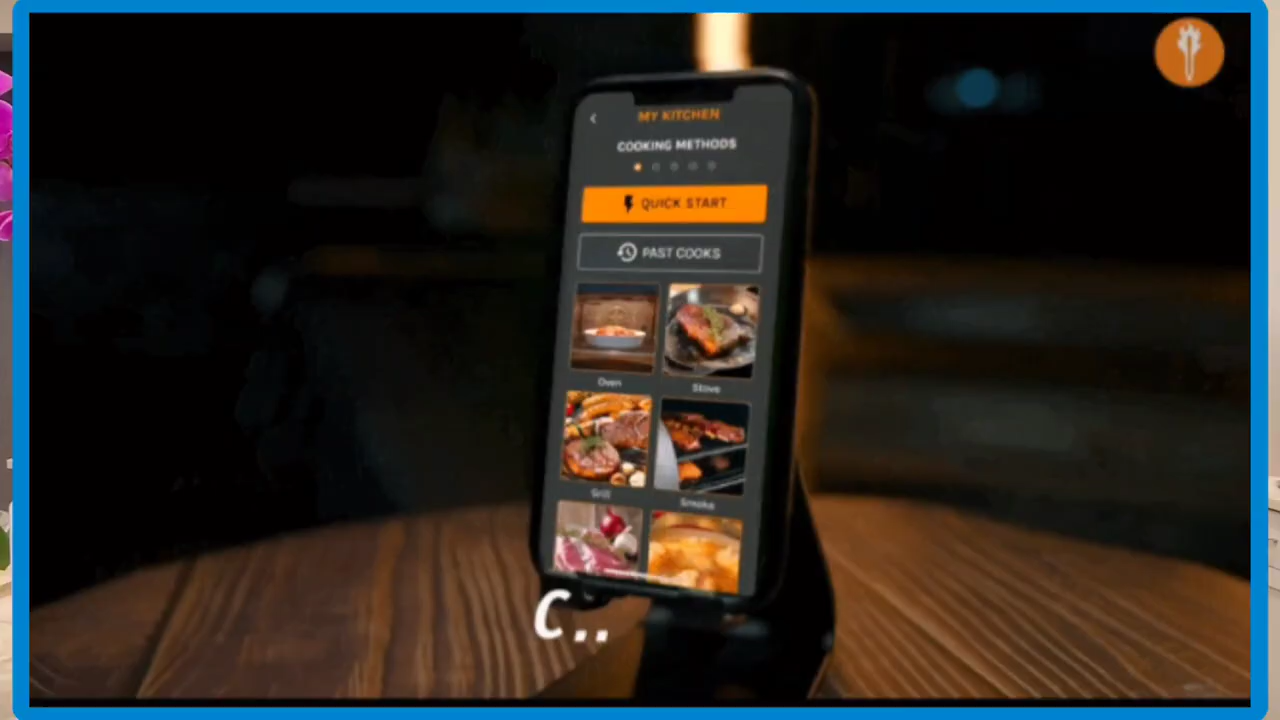 MY KITCHEN
COOKING METHODS
QUICK START
PAST COOKS
Oven
Stove
Grill
Smoke
C..